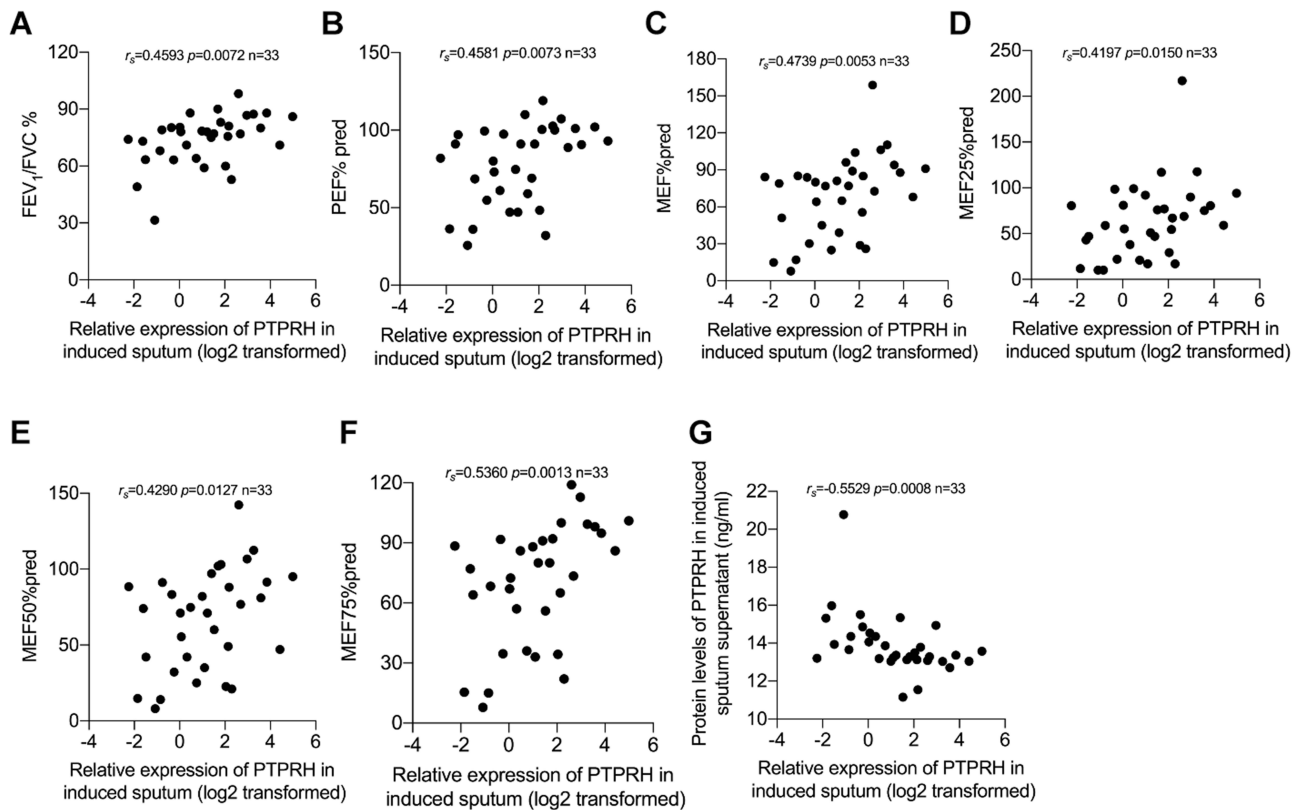 A
rs=0.4593 p=0.0072 n=33
FEV1/FVC %
120
90
60
30
0
-4 -2 0 2 4 6
Relative expression of PTPRH in
induced sputum (log2 transformed)
B
rs=0.4581 p=0.0073 n=33
PEF% pred
150
100
50
0
-4 -2 0 2 4 6
Relative expression of PTPRH in
induced sputum (log2 transformed)
C
rs=0.4739 p=0.0053 n=33
MEF%pred
180
150
120
90
60
30
0
-4 -2 0 2 4 6
Relative expression of PTPRH in
induced sputum (log2 transformed)
D
rs=0.4197 p=0.0150 n=33
MEF25%pred
250
200
150
100
50
0
-4 -2 0 2 4 6
Relative expression of PTPRH in
induced sputum (log2 transformed)
E
rs=0.4290 p=0.0127 n=33
MEF50%pred
150
100
50
0
-4 -2 0 2 4 6
Relative expression of PTPRH in
induced sputum (log2 transformed)
F
rs=0.5360 p=0.0013 n=33
MEF75%pred
120
90
60
30
0
-4 -2 0 2 4 6
Relative expression of PTPRH in
induced sputum (log2 transformed)
G
rs=-0.5529 p=0.0008 n=33
Protein levels of PTPRH in induced
sputum supernatant (ng/ml)
22
20
18
16
14
12
10
-4 -2 0 2 4 6
Relative expression of PTPRH in
induced sputum (log2 transformed)